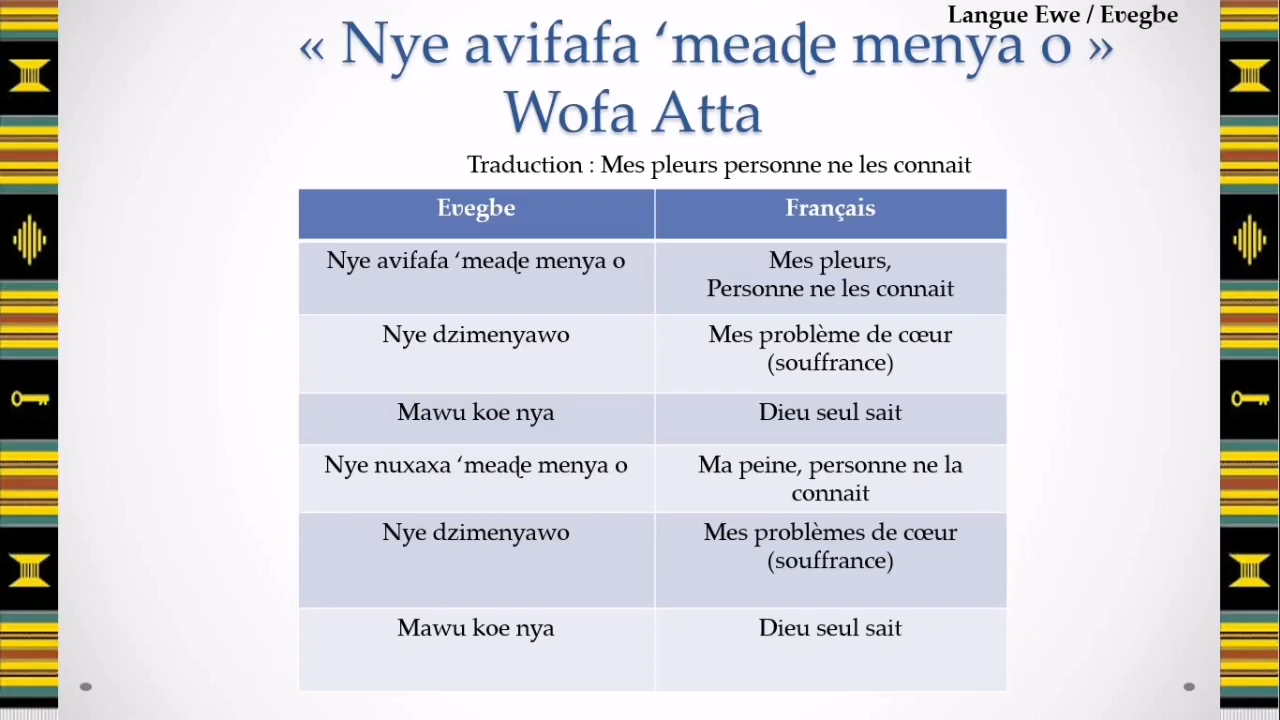 Langue Ewe / Eʋegbe
« Nye avifafa ‘meaɖe menya o »
Wofa Atta
Traduction : Mes pleurs personne ne les connait
Eʋegbe
Français
Nye avifafa ‘meaɖe menya o
Mes pleurs,
Personne ne les connait
Nye dzimenyawo
Mes problème de cœur
(souffrance)
Mawu koe nya
Dieu seul sait
Nye nuxaxa ‘meaɖe menya o
Ma peine, personne ne la
connait
Nye dzimenyawo
Mes problèmes de cœur
(souffrance)
Mawu koe nya
Dieu seul sait